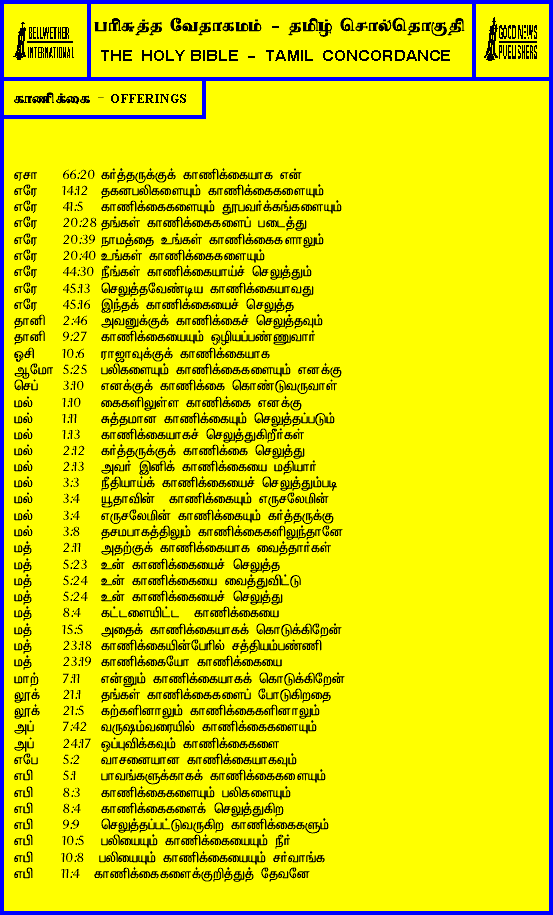 BELLWETHER
INTERNATIONAL
பரிசுத்த வேதாகமம் - தமிழ் சொல்தொகுதி
THE HOLY BIBLE - TAMIL CONCORDANCE
GOOD NEWS
PUBLISHERS
காணிக்கை - OFFERINGS
ஏசா 66:20 கர்த்தருக்குக் காணிக்கையாக என்
எரே 14:12 தகனபலிகளையும் காணிக்கைகளையும்
எரே 41:5 காணிக்கைகளையும் தூபவர்க்கங்களையும்
எரே 20:28 தங்கள் காணிக்கைகளைப் படைத்து
எரே 20:39 நாமத்தை உங்கள் காணிக்கைகளாலும்
எரே 20:40 உங்கள் காணிக்கைகளையும்
எரே 44:30 நீங்கள் காணிக்கையாய்ச் செலுத்தும்
எரே 45:13 செலுத்தவேண்டிய காணிக்கையாவது
எரே 45:16 இந்தக் காணிக்கையைச் செலுத்த
தானி 2:46 அவனுக்குக் காணிக்கைச் செலுத்தவும்
தானி 9:27 காணிக்கையையும் ஒழியப்பண்ணுவார்
ஓசி 10:6 ராஜாவுக்குக் காணிக்கையாக
ஆமோ 5:25 பலிகளையும் காணிக்கைகளையும் எனக்கு
செப் 3:10 எனக்குக் காணிக்கை கொண்டுவருவாள்
மல் 1:10 கைகளிலுள்ள காணிக்கை எனக்கு
மல் 1:11 சுத்தமான காணிக்கையும் செலுத்தப்படும்
மல் 1:13 காணிக்கையாகச் செலுத்துகிறீர்கள்
மல் 2:12 கர்த்தருக்குக் காணிக்கை செலுத்து
மல் 2:13 அவர் இனிக் காணிக்கையை மதியார்
மல் 3:3 நீதியாய்க் காணிக்கையைச் செலுத்தும்படி
மல் 3:4 யூதாவின் காணிக்கையும் எருசலேமின்
மல் 3:4 எருசலேமின் காணிக்கையும் கர்த்தருக்கு
மல் 3:8 தசமபாகத்திலும் காணிக்கைகளிலுந்தானே
மத் 2:11 அதற்குக் காணிக்கையாக வைத்தார்கள்
மத் 5:23 உன் காணிக்கையைச் செலுத்த
மத் 5:24 உன் காணிக்கையை வைத்துவிட்டு
மத் 5:24 உன் காணிக்கையைச் செலுத்து
மத் 8:4 கட்டளையிட்ட காணிக்கையை
மத் 15:5 அதைக் காணிக்கையாகக் கொடுக்கிறேன்
மத் 23:18 காணிக்கையின்பேரில் சத்தியம்பண்ணி
மத் 23:19 காணிக்கையோ காணிக்கையை
மாற் 7:11 என்னும் காணிக்கையாகக் கொடுக்கிறேன்
லூக் 21:1 தங்கள் காணிக்கைகளைப் போடுகிறதை
லூக் 21:5 கற்களினாலும் காணிக்கைகளினாலும்
அப் 7:42 வருஷம்வரையில் காணிக்கைகளையும்
அப் 24:17 ஒப்புவிக்கவும் காணிக்கைகளை
எபே 5:2 வாசனையான காணிக்கையாகவும்
எபி 5:1 பாவங்களுக்காகக் காணிக்கைகளையும்
எபி 8:3 காணிக்கைகளையும் பலிகளையும்
எபி 8:4 காணிக்கைகளைக் செலுத்துகிற
எபி 9:9 செலுத்தப்பட்டுவருகிற காணிக்கைகளும்
எபி 10:5 பலியையும் காணிக்கையையும் நீர்
எபி 10:8 பலியையும் காணிக்கையையும் சர்வாங்க
எபி 11:4 காணிக்கைகளைக்குறித்துத் தேவனே